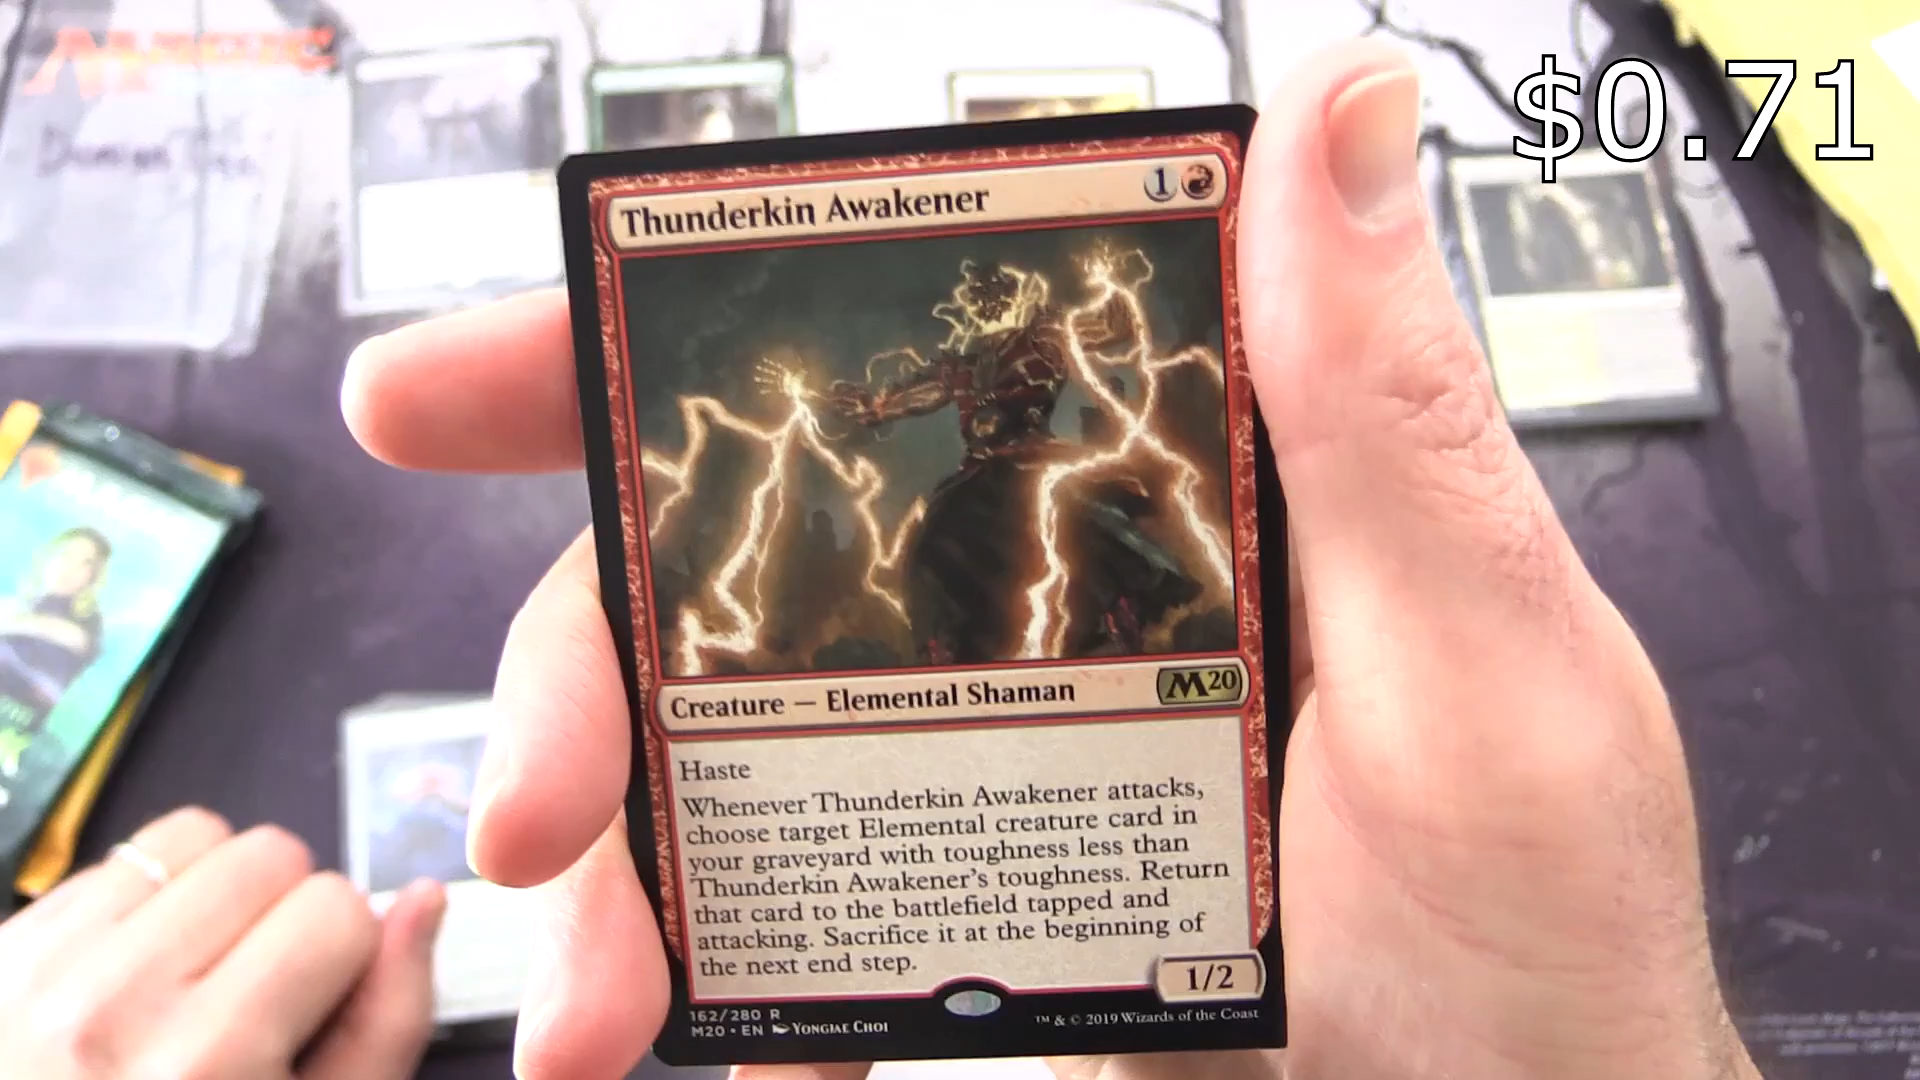 MAGIC
$0.71
Thunderkin Awakener
1
Creature — Elemental Shaman
M20
Haste
Whenever Thunderkin Awakener attacks,
choose target Elemental creature card in
your graveyard with toughness less than
Thunderkin Awakener's toughness. Return
that card to the battlefield tapped and
attacking. Sacrifice it at the beginning of
the next end step.
1/2
162/280 R
M20 • EN YONGJAE CHOI
™ & © 2019 Wizards of the Coast